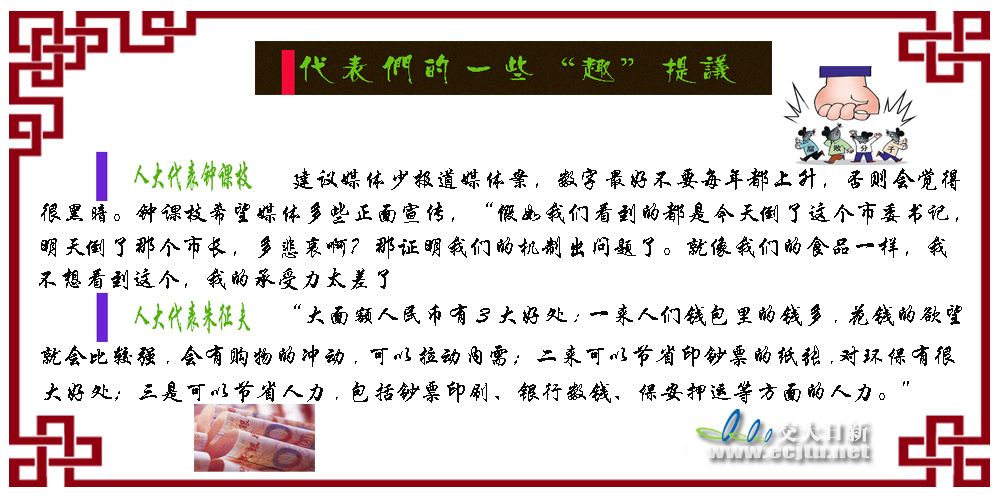 代表們的一些“趣”提議
腐 败 分 子
人大代表钟课枝 建议媒体少报道媒体案，数字最好不要每年都上升，否则会觉得
很黑暗。钟课枝希望媒体多些正面宣传，“假如我们看到的都是今天倒了这个市委书记，
明天倒了那个市长，多悲哀啊？那证明我们的机制出问题了。就像我们的食品一样，我
不想看到这个，我的承受力太差了
人大代表朱征夫 “大面额人民币有3大好处；一来人们钱包里的钱多，花钱的欲望
就会比较强，会有购物的冲动，可以拉动内需；二来可以节省印钞票的纸张，对环保有很
大好处；三是可以节省人力，包括钞票印刷、银行数钱、保安押运等方面的人力。”
交大日新
www.ecjtu.net